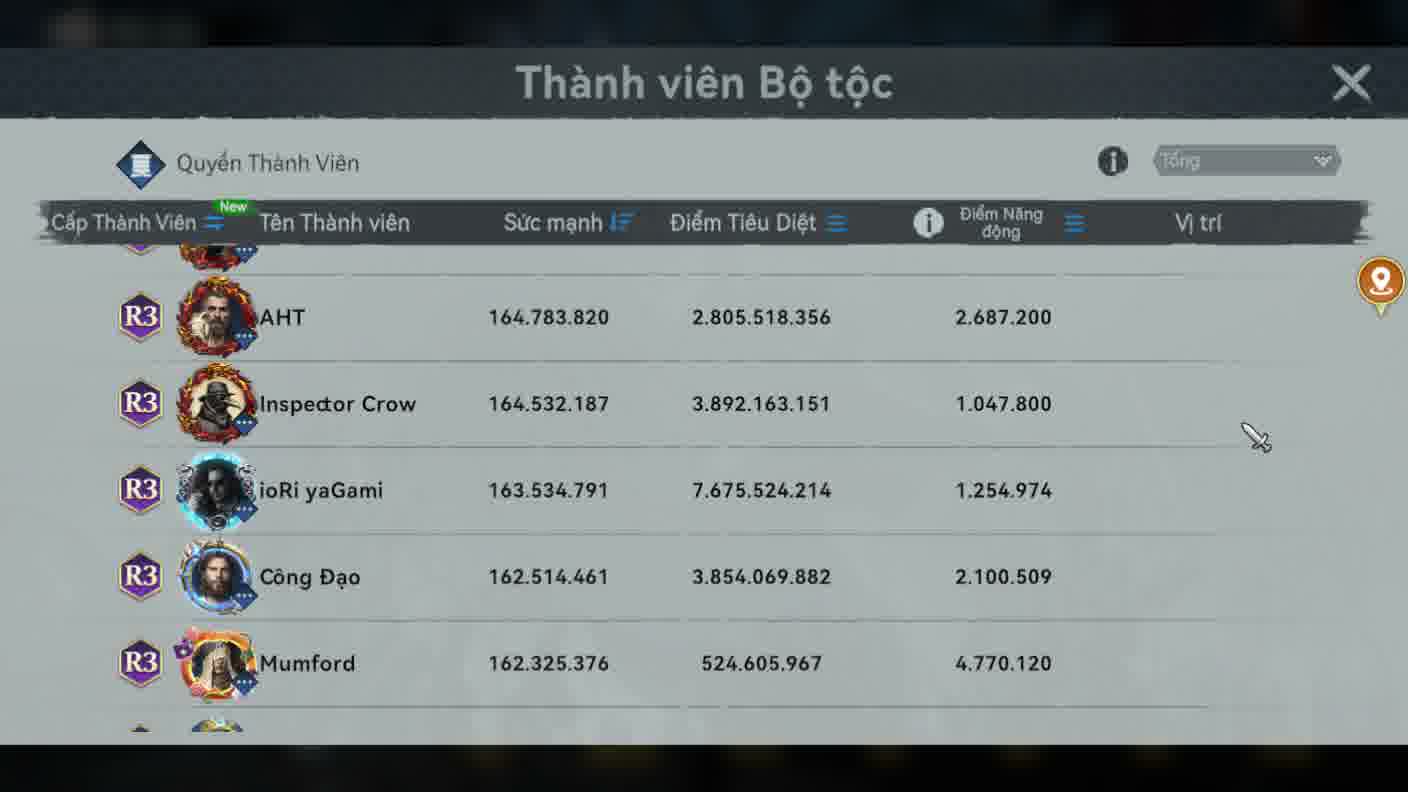 Thành viên Bộ tộc
Quyển Thành Viên
Tổng
Cấp Thành Viên New Tên Thành viên Sức mạnh Điểm Tiêu Diệt Điểm Năng động Vị trí
R3 AHT 164.783.820 2.805.518.356 2.687.200
R3 Inspector Crow 164.532.187 3.892.163.151 1.047.800
R3 ioRi yaGami 163.534.791 7.675.524.214 1.254.974
R3 Công Đạo 162.514.461 3.854.069.882 2.100.509
R3 Mumford 162.325.376 524.605.967 4.770.120